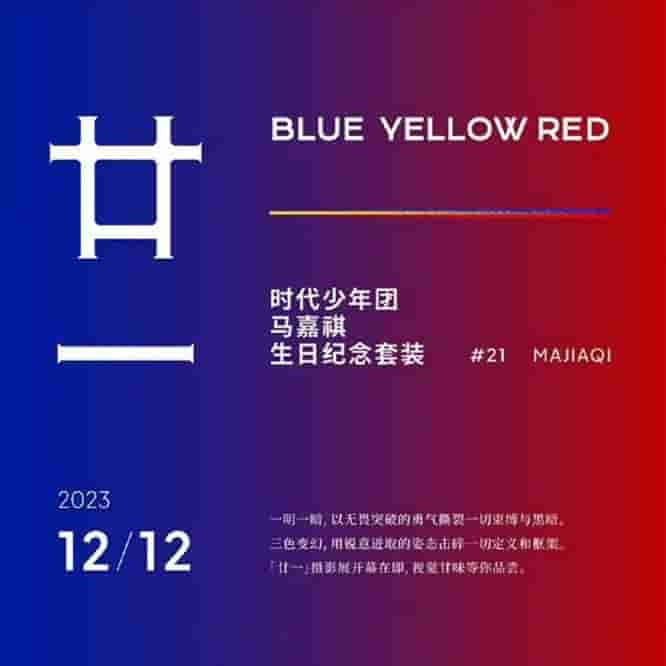 廿一
BLUE YELLOW RED
时代少年团
马嘉祺
生日纪念套装 #21 MAJIAQI
2023
12/12
一明一暗, 以无畏突破的勇气撕裂一切束缚与黑暗。
三色变幻, 用锐意进取的姿态击碎一切定义和框架。
「廿一」摄影展开幕在即, 视觉甘味等你品尝。